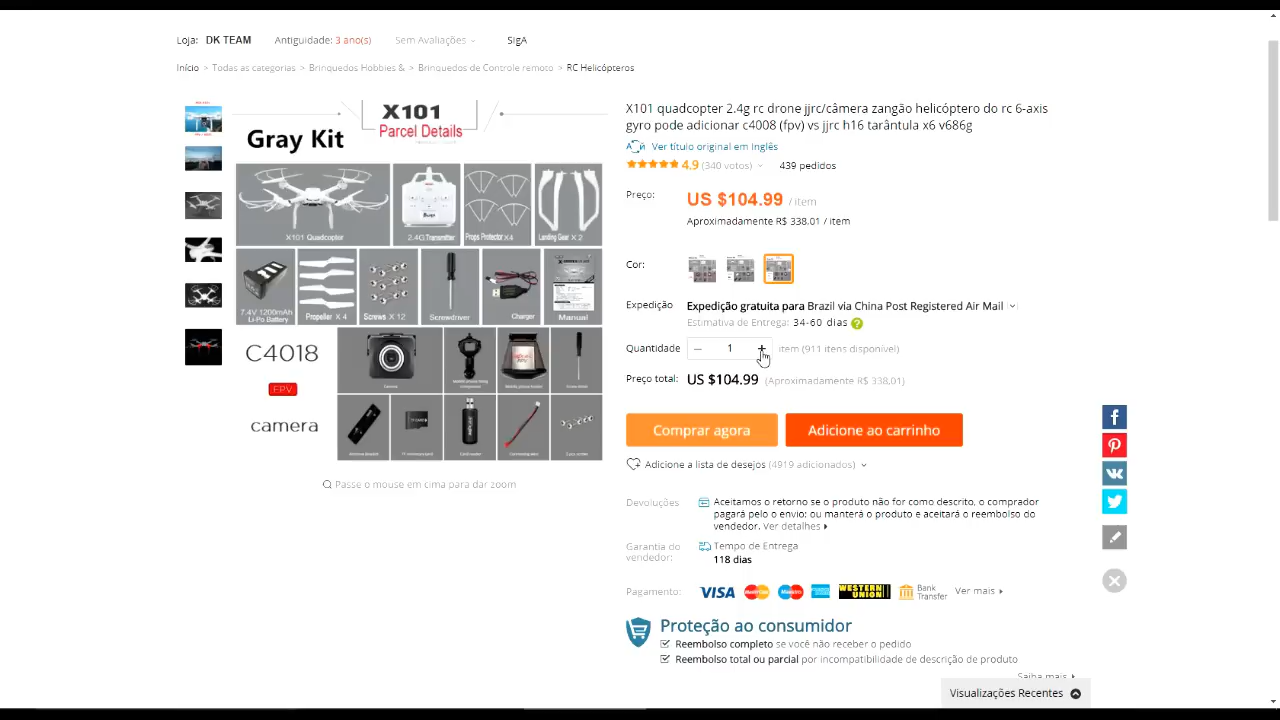 Loja: DK TEAM Antiguidade: 3 ano(s) Sem Avaliações SigA
Início > Todas as categorias > Brinquedos Hobbies & > Brinquedos de Controle remoto > RC Helicópteros
X101
Parcel Details
Gray Kit
X101 Quadcopter
2.4G Transmitter
Props Protector X 4
Landing Gear X 2
7.4V 1200mAh
Li-Po Battery
Propeller X 4
Screws X 12
Screwdriver
Charger
Manual
C4018
FPV
camera
Camera
Passe o mouse em cima para dar zoom
X101 quadcopter 2.4g rc drone jjrc/câmera zangão helicóptero do rc 6-axis
gyro pode adicionar c4008 (fpv) vs jjrc h16 tarântula x6 v686g
Ver título original em Inglês
4.9 (340 votos) 439 pedidos
Preço: US $104.99 / item
Aproximadamente R$ 338,01 / item
Cor:
Expedição Expedição gratuita para Brazil via China Post Registered Air Mail
Estimativa de Entrega: 34-60 dias ?
Quantidade – 1 + item (911 itens disponível)
Preço total: US $104.99 (Aproximadamente R$ 338,01)
Comprar agora Adicione ao carrinho
Adicione a lista de desejos (4919 adicionados)
Devoluções Aceitamos o retorno se o produto não for como descrito, o comprador
pagará pelo o envio; ou manterá o produto e aceitará o reembolso do
vendedor. Ver detalhes
Garantia do
vendedor:
Tempo de Entrega
118 dias
Pagamento: VISA MasterCard Maestro WESTERN UNION Bank Transfer Ver mais
Proteção ao consumidor
Reembolso completo se você não receber o pedido
Reembolso total ou parcial por incompatibilidade de descrição de produto
Saiba mais
Visualizações Recentes